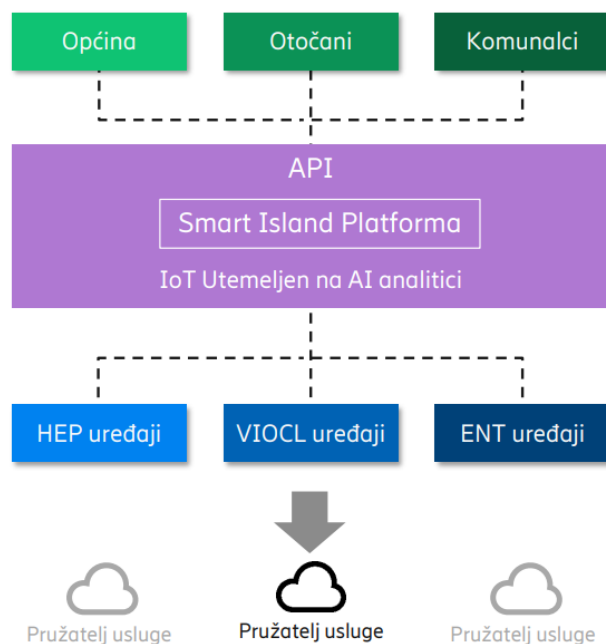 Općina
Otočani
Komunalci
API
Smart Island Platforma
IoT Utemeljen na AI analitici
HEP uređaji
VIOCL uređaji
ENT uređaji
Pružatelj usluge
Pružatelj usluge
Pružatelj usluge